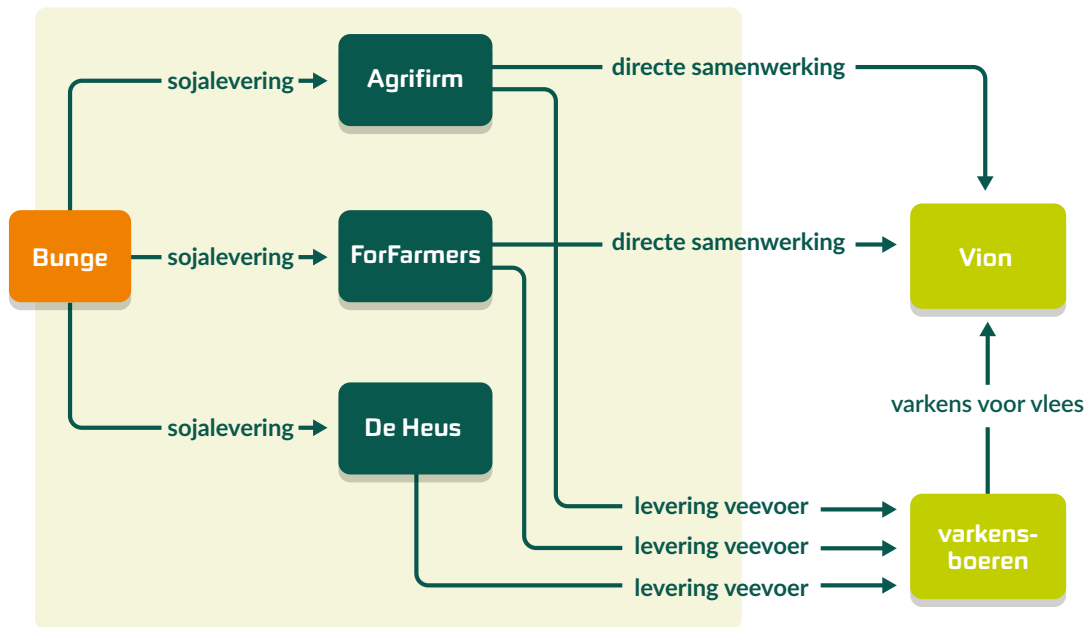 sojalevering
Agrifirm
directe samenwerking
Bunge
sojalevering
ForFarmers
directe samenwerking
Vion
sojalevering
De Heus
varkens voor vlees
levering veevoer
levering veevoer
levering veevoer
varkens-
boeren